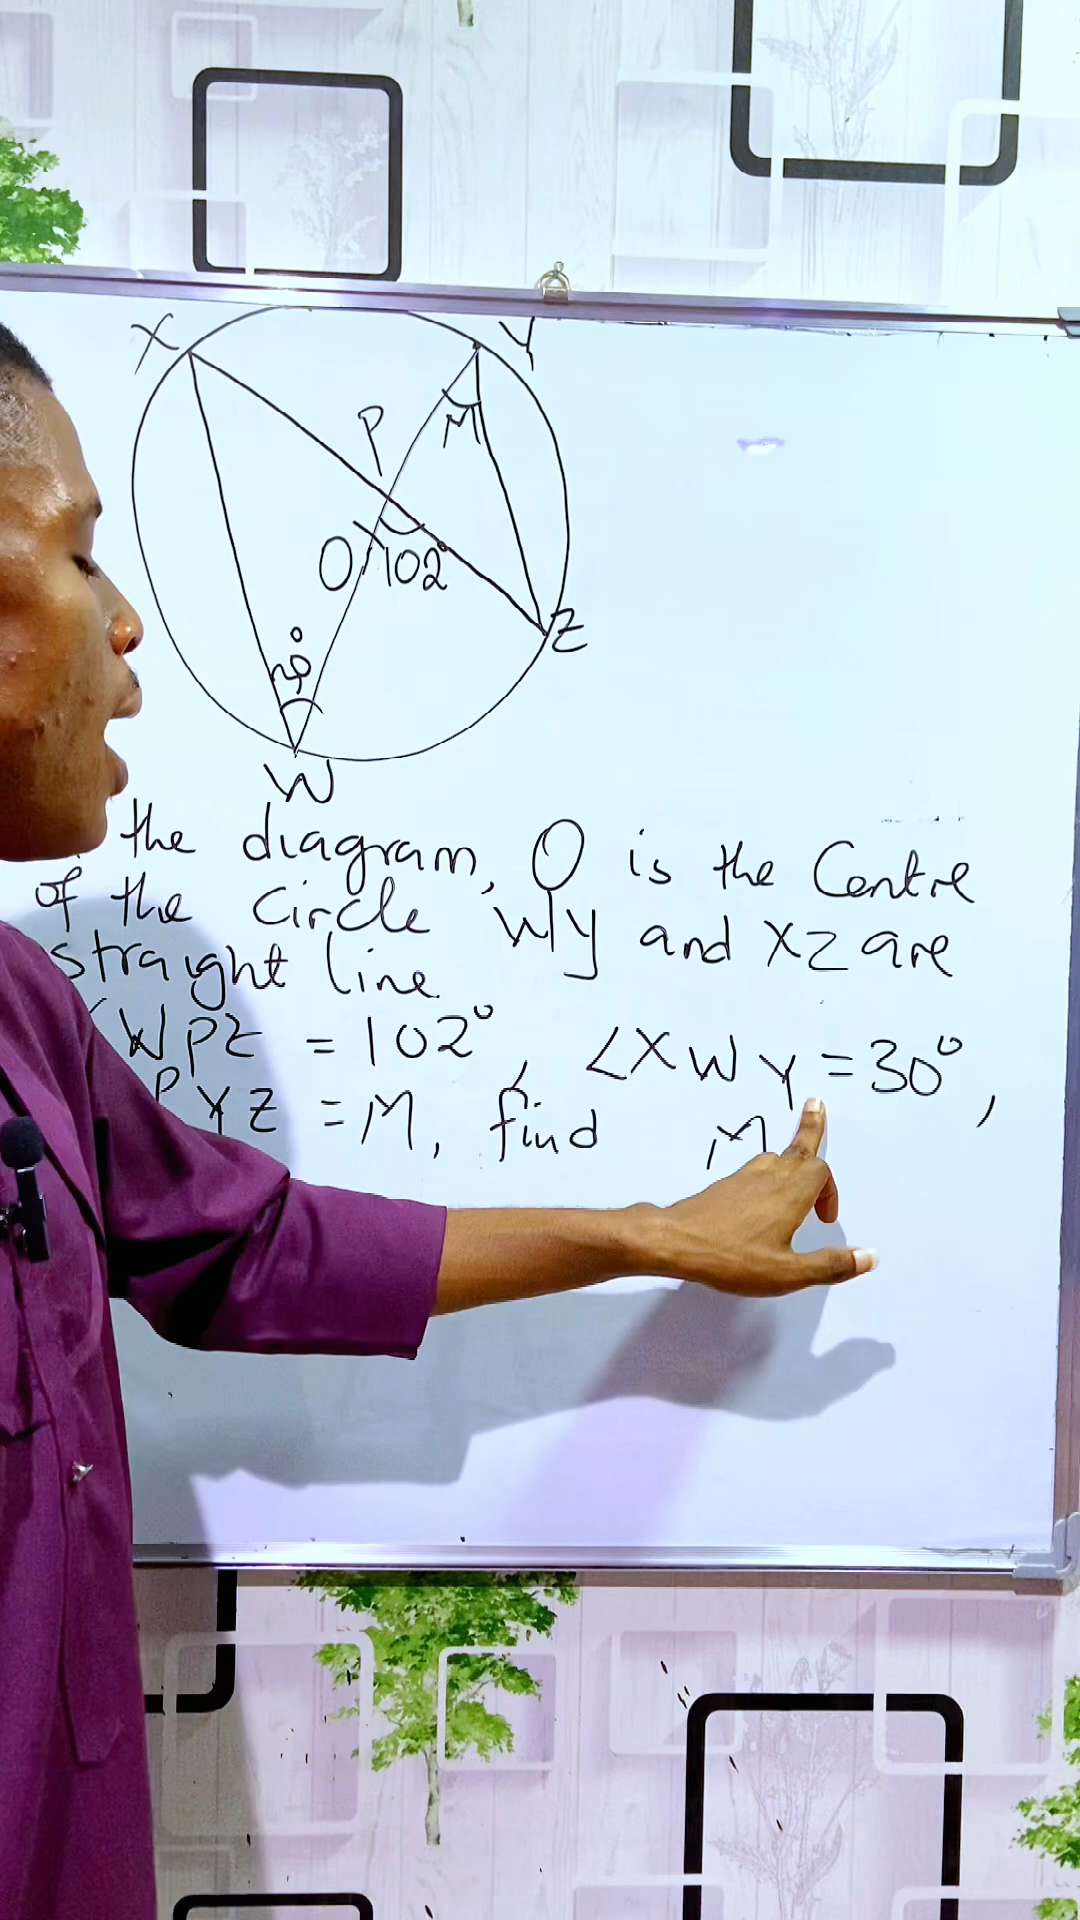 X
Y
P
M
O
102°
Z
30°
W
the diagram, O is the Centre
of the circle WY and XZ are
straight line
<WPZ = 102°, <XWY = 30°,
PYZ = M, find M